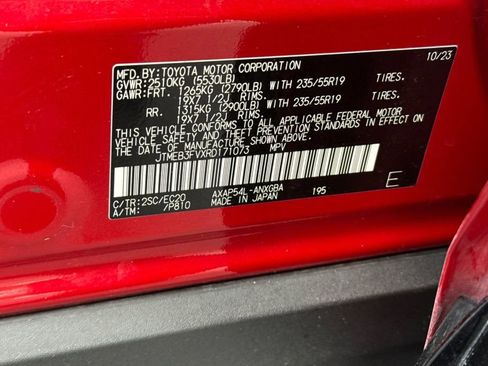 MFD.BY:TOYOTA MOTOR CORPORATION 10/23
GVWR:2510KG (5530LB)
GAWR:FRT. 1265KG (2790LB) WITH 235/55R19 TIRES.
19X7 1/2J RIMS.
RR. 1315KG (2900LB) WITH 235/55R19 TIRES.
19X7 1/2J RIMS.
THIS VEHICLE CONFORMS TO ALL APPLICABLE FEDERAL MOTOR
VEHICLE SAFETY, BUMPER, AND THEFT PREVENTION STANDARDS IN EFFECT
ON THE DATE OF MANUFACTURE SHOWN ABOVE.
JTMEB3FVXRD171073 MPV
C/TR:2SC/EC20 AXAP54L-ANXGBA 195 E
A/TM: /P810 MADE IN JAPAN